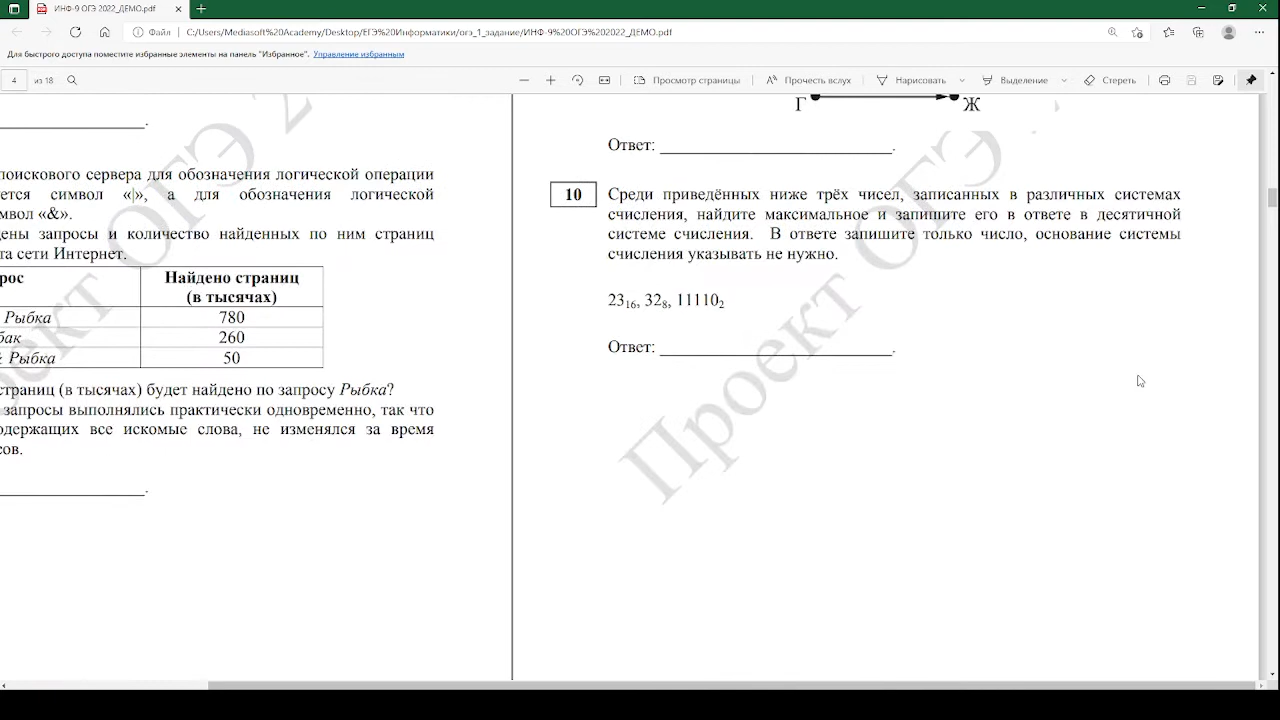 ИНФ-9 ОГЭ 2022_ДЕМО.pdf
Файл C:/Users/Mediasoft%20Academy/Desktop/ЕГЭ%20Информатики/огэ_1_задание/ИНФ-9%20ОГЭ%202022_ДЕМО.pdf
Для быстрого доступа поместите избранные элементы на панель "Избранное". Управление избранным
4 из 18 Просмотр страницы Прочесть вслух Нарисовать Выделение Стереть
поискового сервера для обозначения логической операции
ется символ «|», а для обозначения логической
мвол «&».
дены запросы и количество найденных по ним страниц
та сети Интернет.
рос Найдено страниц
(в тысячах)
Рыбка 780
бак 260
& Рыбка 50
страниц (в тысячах) будет найдено по запросу Рыбка?
запросы выполнялись практически одновременно, так что
одержащих все искомые слова, не изменялся за время
сов.
Г Ж
Ответ: ____________________.
10 Среди приведённых ниже трёх чисел, записанных в различных системах
счисления, найдите максимальное и запишите его в ответе в десятичной
системе счисления. В ответе запишите только число, основание системы
счисления указывать не нужно.
23₁₆, 32₈, 11110₂
Ответ: ____________________.
Проект ОГЭ 2
Проект ОГЭ